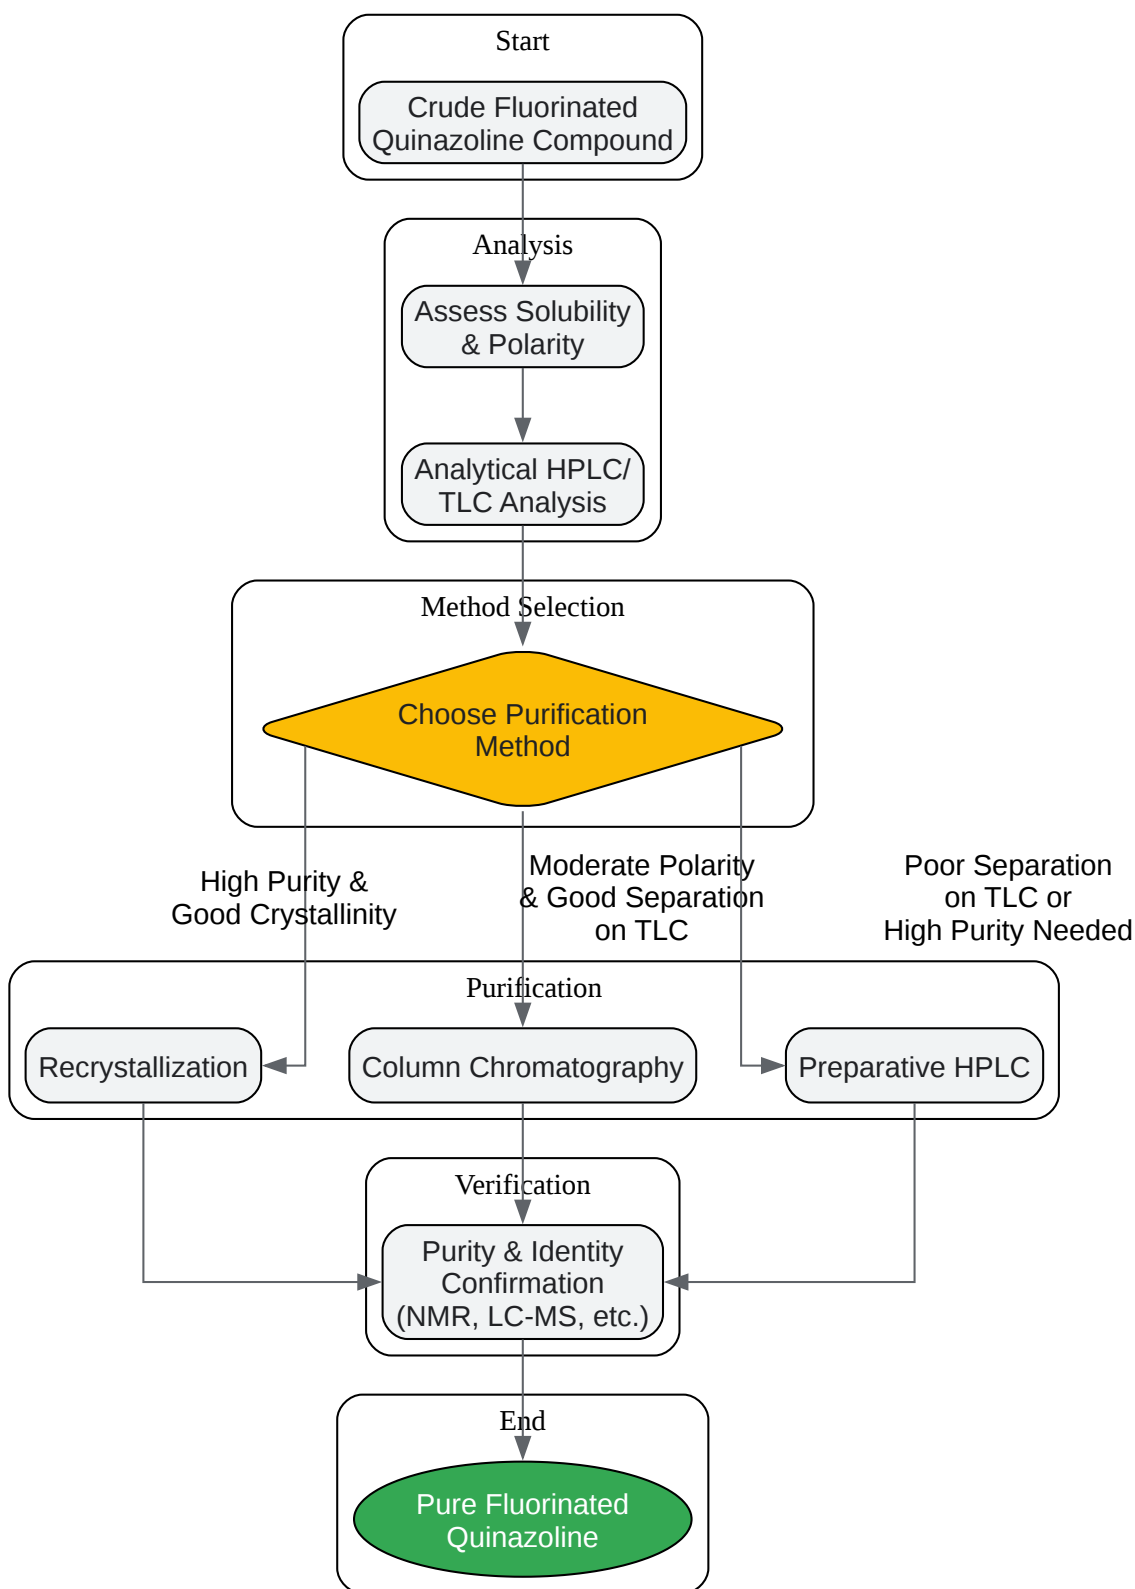 Start
Crude Fluorinated
Quinazoline Compound
Analysis
Assess Solubility
& Polarity
Analytical HPLC/
TLC Analysis
Method Selection
Choose Purification
Method
High Purity &
Good Crystallinity
Moderate Polarity
& Good Separation
on TLC
Poor Separation
on TLC or
High Purity Needed
Purification
Recrystallization
Column Chromatography
Preparative HPLC
Verification
Purity & Identity
Confirmation
(NMR, LC-MS, etc.)
End
Pure Fluorinated
Quinazoline